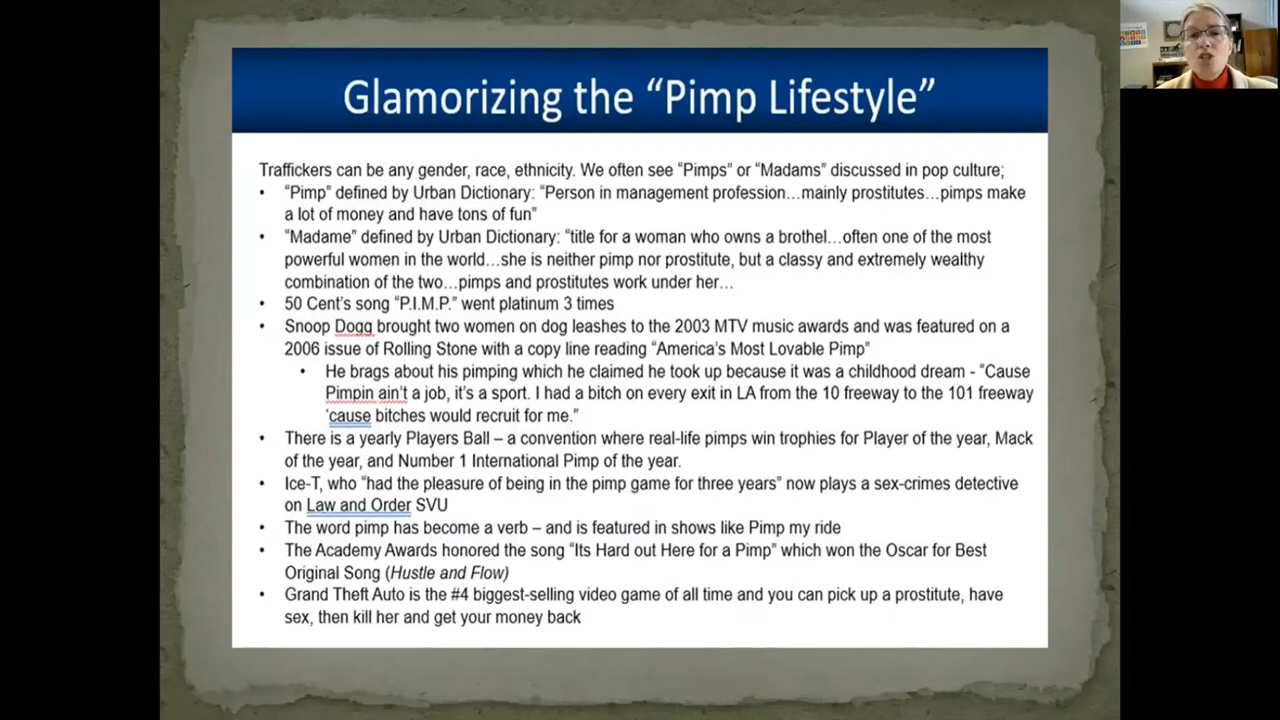 Glamorizing the “Pimp Lifestyle”
Traffickers can be any gender, race, ethnicity. We often see “Pimps” or “Madams” discussed in pop culture;
• “Pimp” defined by Urban Dictionary: “Person in management profession…mainly prostitutes…pimps make
a lot of money and have tons of fun”
• “Madame” defined by Urban Dictionary: “title for a woman who owns a brothel…often one of the most
powerful women in the world…she is neither pimp nor prostitute, but a classy and extremely wealthy
combination of the two…pimps and prostitutes work under her…
• 50 Cent’s song “P.I.M.P.” went platinum 3 times
• Snoop Dogg brought two women on dog leashes to the 2003 MTV music awards and was featured on a
2006 issue of Rolling Stone with a copy line reading “America’s Most Lovable Pimp”
• He brags about his pimping which he claimed he took up because it was a childhood dream - “Cause
Pimpin ain’t a job, it’s a sport. I had a bitch on every exit in LA from the 10 freeway to the 101 freeway
‘cause bitches would recruit for me.”
• There is a yearly Players Ball – a convention where real-life pimps win trophies for Player of the year, Mack
of the year, and Number 1 International Pimp of the year.
• Ice-T, who “had the pleasure of being in the pimp game for three years” now plays a sex-crimes detective
on Law and Order SVU
• The word pimp has become a verb – and is featured in shows like Pimp my ride
• The Academy Awards honored the song “Its Hard out Here for a Pimp” which won the Oscar for Best
Original Song (Hustle and Flow)
• Grand Theft Auto is the #4 biggest-selling video game of all time and you can pick up a prostitute, have
sex, then kill her and get your money back